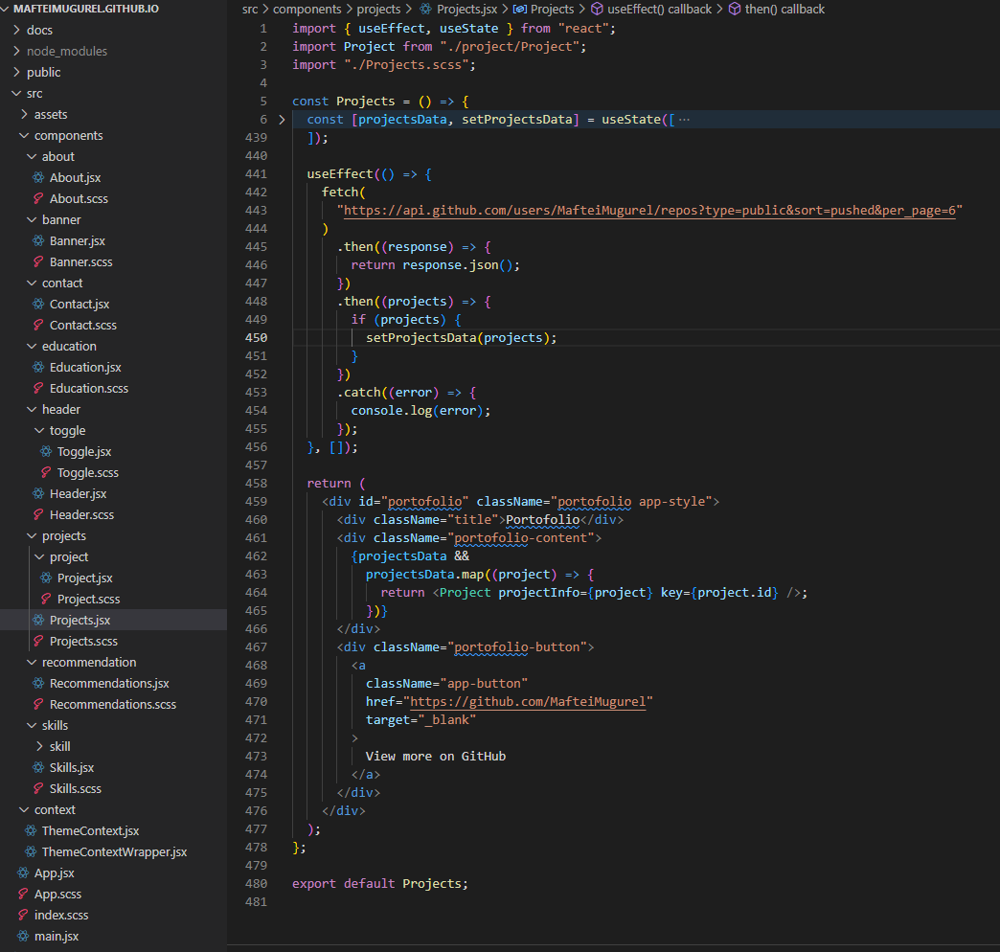 MAFTEIMUGUREL.GITHUB.IO
docs
node_modules
public
src
assets
components
about
About.jsx
About.scss
banner
Banner.jsx
Banner.scss
contact
Contact.jsx
Contact.scss
education
Education.jsx
Education.scss
header
toggle
Toggle.jsx
Toggle.scss
Header.jsx
Header.scss
projects
project
Project.jsx
Project.scss
Projects.jsx
Projects.scss
recommendation
Recommendations.jsx
Recommendations.scss
skills
skill
Skills.jsx
Skills.scss
context
ThemeContext.jsx
ThemeContextWrapper.jsx
App.jsx
App.scss
index.scss
main.jsx
src > components > projects > Projects.jsx > Projects > useEffect() callback > then() callback
1 import { useEffect, useState } from "react";
2 import Project from "./project/Project";
3 import "./Projects.scss";
4
5 const Projects = () => {
6 const [projectsData, setProjectsData] = useState([ ···
439 ]);
440
441 useEffect(() => {
442 fetch(
443 "https://api.github.com/users/MafteiMugurel/repos?type=public&sort=pushed&per_page=6"
444 )
445 .then((response) => {
446 return response.json();
447 })
448 .then((projects) => {
449 if (projects) {
450 setProjectsData(projects);
451 }
452 })
453 .catch((error) => {
454 console.log(error);
455 });
456 }, []);
457
458 return (
459 <div id="portofolio" className="portofolio app-style">
460 <div className="title">Portofolio</div>
461 <div className="portofolio-content">
462 {projectsData &&
463 projectsData.map((project) => {
464 return <Project projectInfo={project} key={project.id} />;
465 })}
466 </div>
467 <div className="portofolio-button">
468 <a
469 className="app-button"
470 href="https://github.com/MafteiMugurel"
471 target="_blank"
472 >
473 View more on GitHub
474 </a>
475 </div>
476 </div>
477 );
478 };
479
480 export default Projects;
481